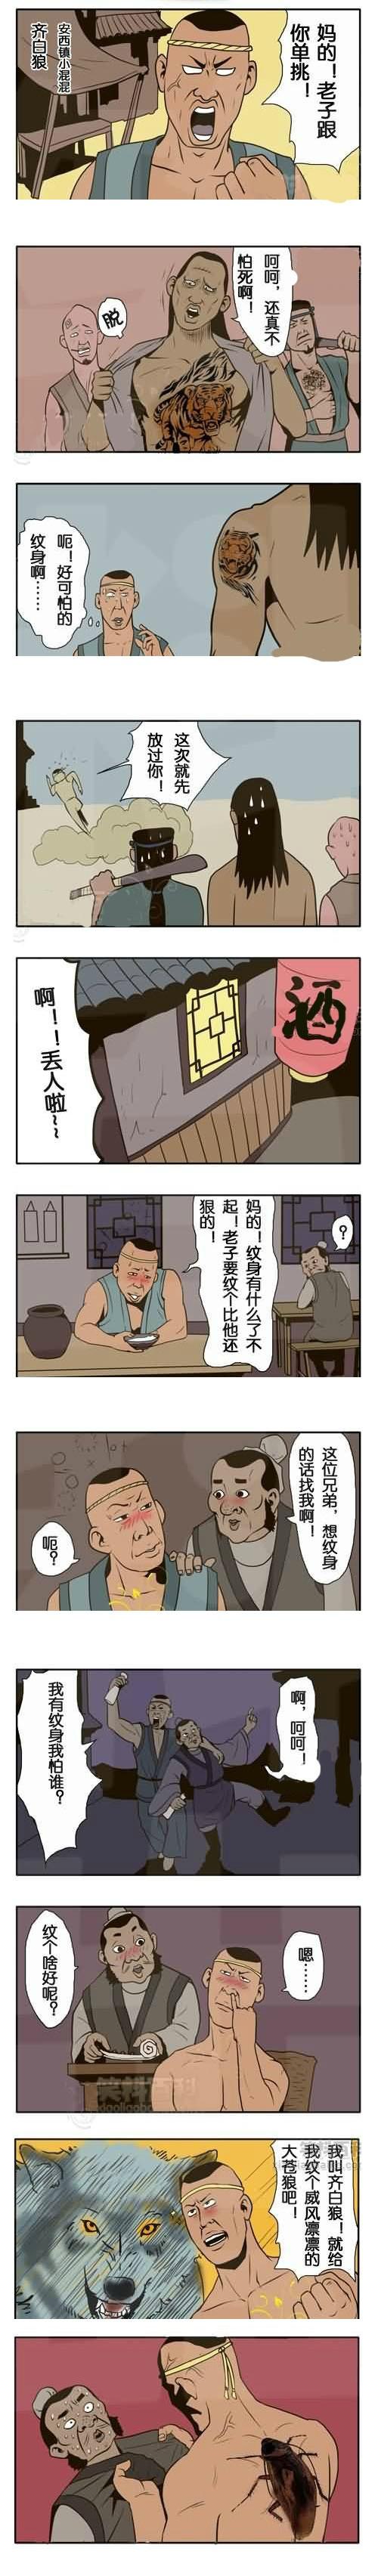 妈的！老子跟
你单挑！
安西镇小混混
齐白狼
呵呵，还真不
怕死啊！
脱
呃！好可怕的
纹身啊……
这次就先
放过你！
啊！！丢人啦~~
酒
？
妈的！纹身有什么了不
起！老子要纹个比他还
狠的！
这位兄弟，想纹身
的话找我啊！
呃？
啊，呵呵！
我有纹身我怕谁？
嗯……
纹个啥好呢？
我叫齐白狼！就给
我纹个威风凛凛的
大苍狼吧！